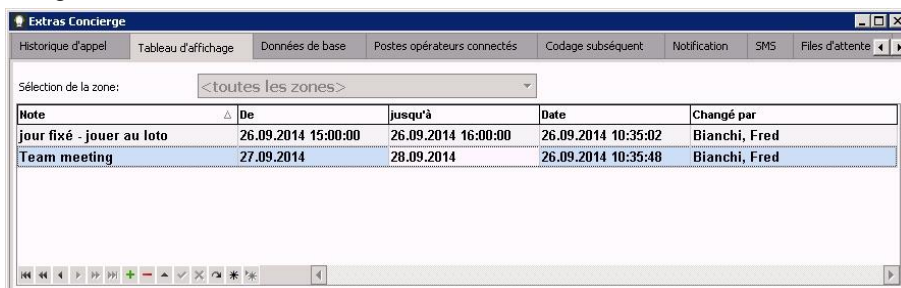 Extras Concierge
Historique d'appel Tableau d'affichage Données de base Postes opérateurs connectés Codage subséquent Notification SMS Files d'attente
Sélection de la zone: <toutes les zones>
Note De jusqu'à Date Changé par
jour fixé - jouer au loto 26.09.2014 15:00:00 26.09.2014 16:00:00 26.09.2014 10:35:02 Bianchi, Fred
Team meeting 27.09.2014 28.09.2014 26.09.2014 10:35:48 Bianchi, Fred